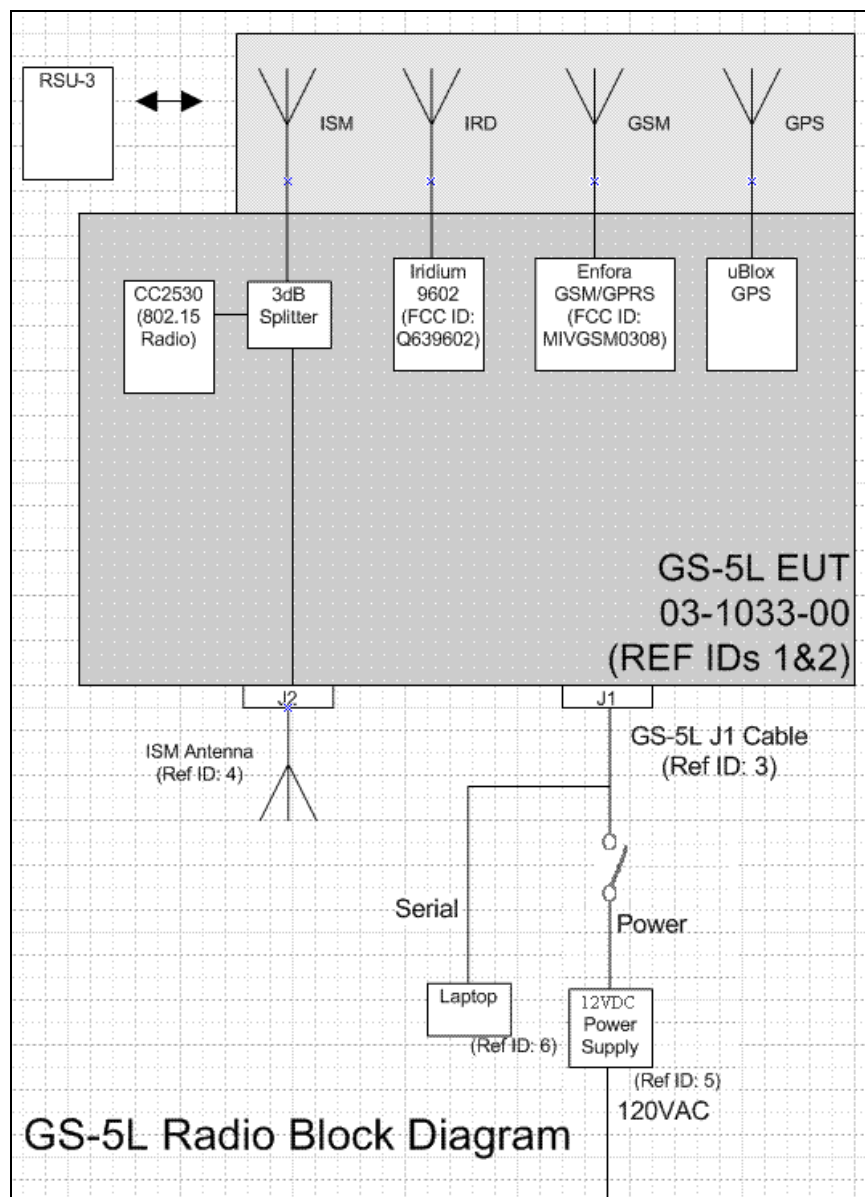 RSU-3
ISM
IRD
GSM
GPS
CC2530
(802.15
Radio)
3dB
Splitter
Iridium
9602
(FCC ID:
Q639602)
Enfora
GSM/GPRS
(FCC ID:
MIVGSM0308)
uBlox
GPS
GS-5L EUT
03-1033-00
(REF IDs 1&2)
J2
J1
ISM Antenna
(Ref ID: 4)
GS-5L J1 Cable
(Ref ID: 3)
Serial
Power
Laptop
(Ref ID: 6)
12VDC
Power
Supply
(Ref ID: 5)
120VAC
GS-5L Radio Block Diagram